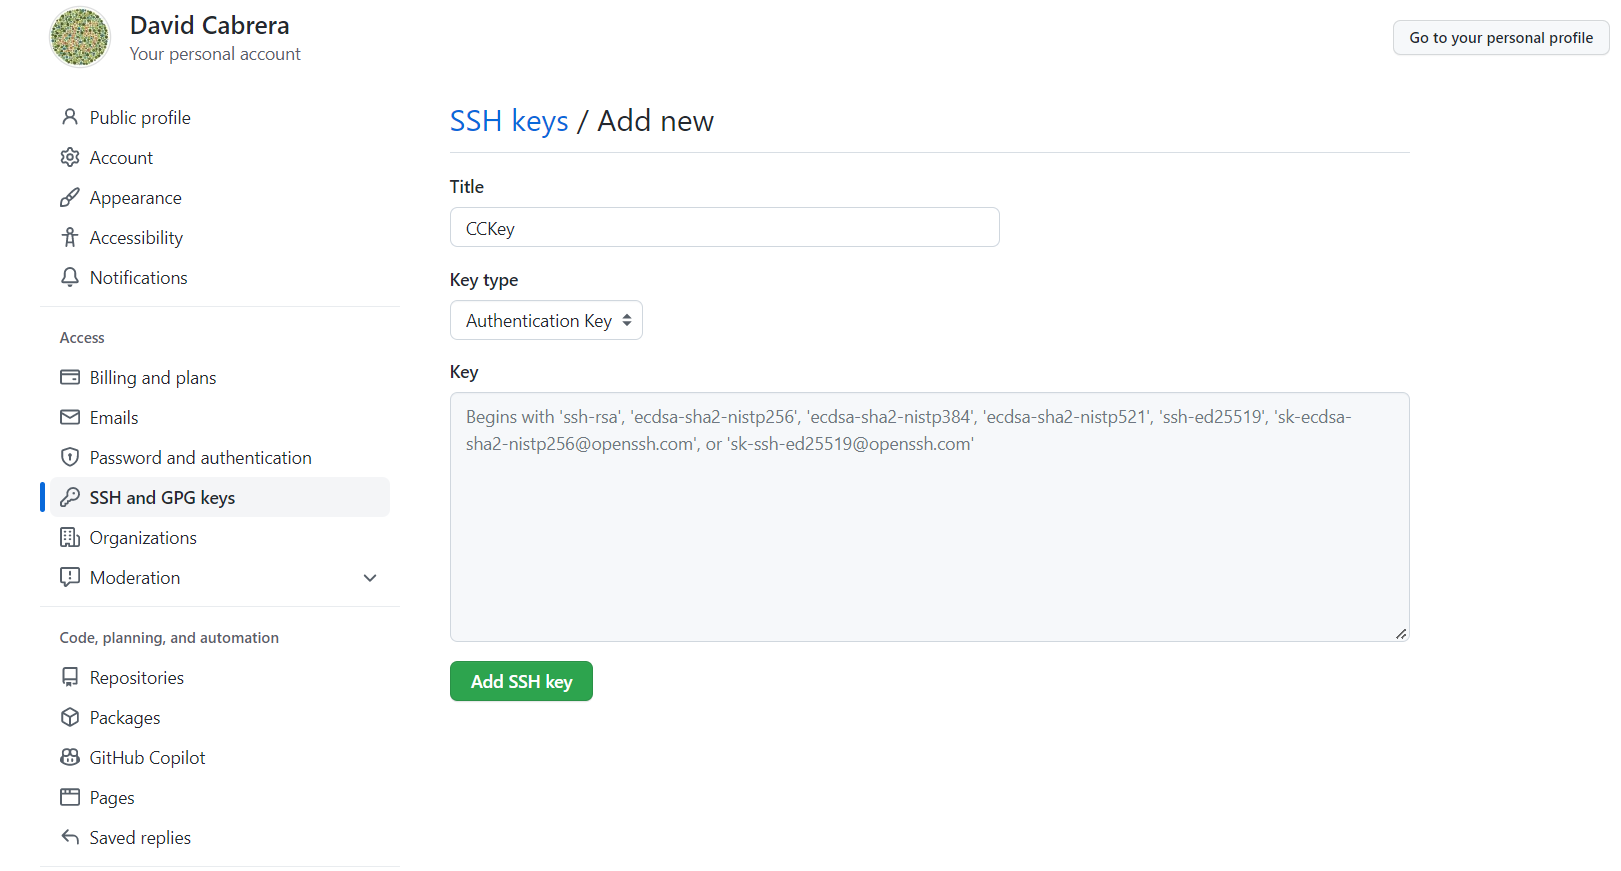 David Cabrera
Your personal account
Go to your personal profile
Public profile
Account
Appearance
Accessibility
Notifications
Access
Billing and plans
Emails
Password and authentication
SSH and GPG keys
Organizations
Moderation
Code, planning, and automation
Repositories
Packages
GitHub Copilot
Pages
Saved replies
SSH keys / Add new
Title
CCKey
Key type
Authentication Key
Key
Begins with 'ssh-rsa', 'ecdsa-sha2-nistp256', 'ecdsa-sha2-nistp384', 'ecdsa-sha2-nistp521', 'ssh-ed25519', 'sk-ecdsa-
sha2-nistp256@openssh.com', or 'sk-ssh-ed25519@openssh.com'
Add SSH key